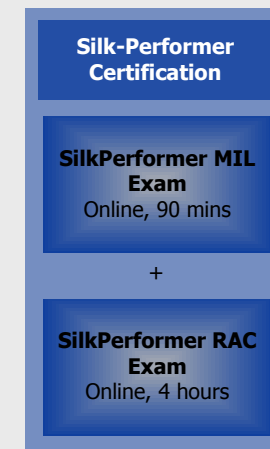 Silk-Performer
Certification
SilkPerformer MIL
Exam
Online, 90 mins
+
SilkPerformer RAC
Exam
Online, 4 hours